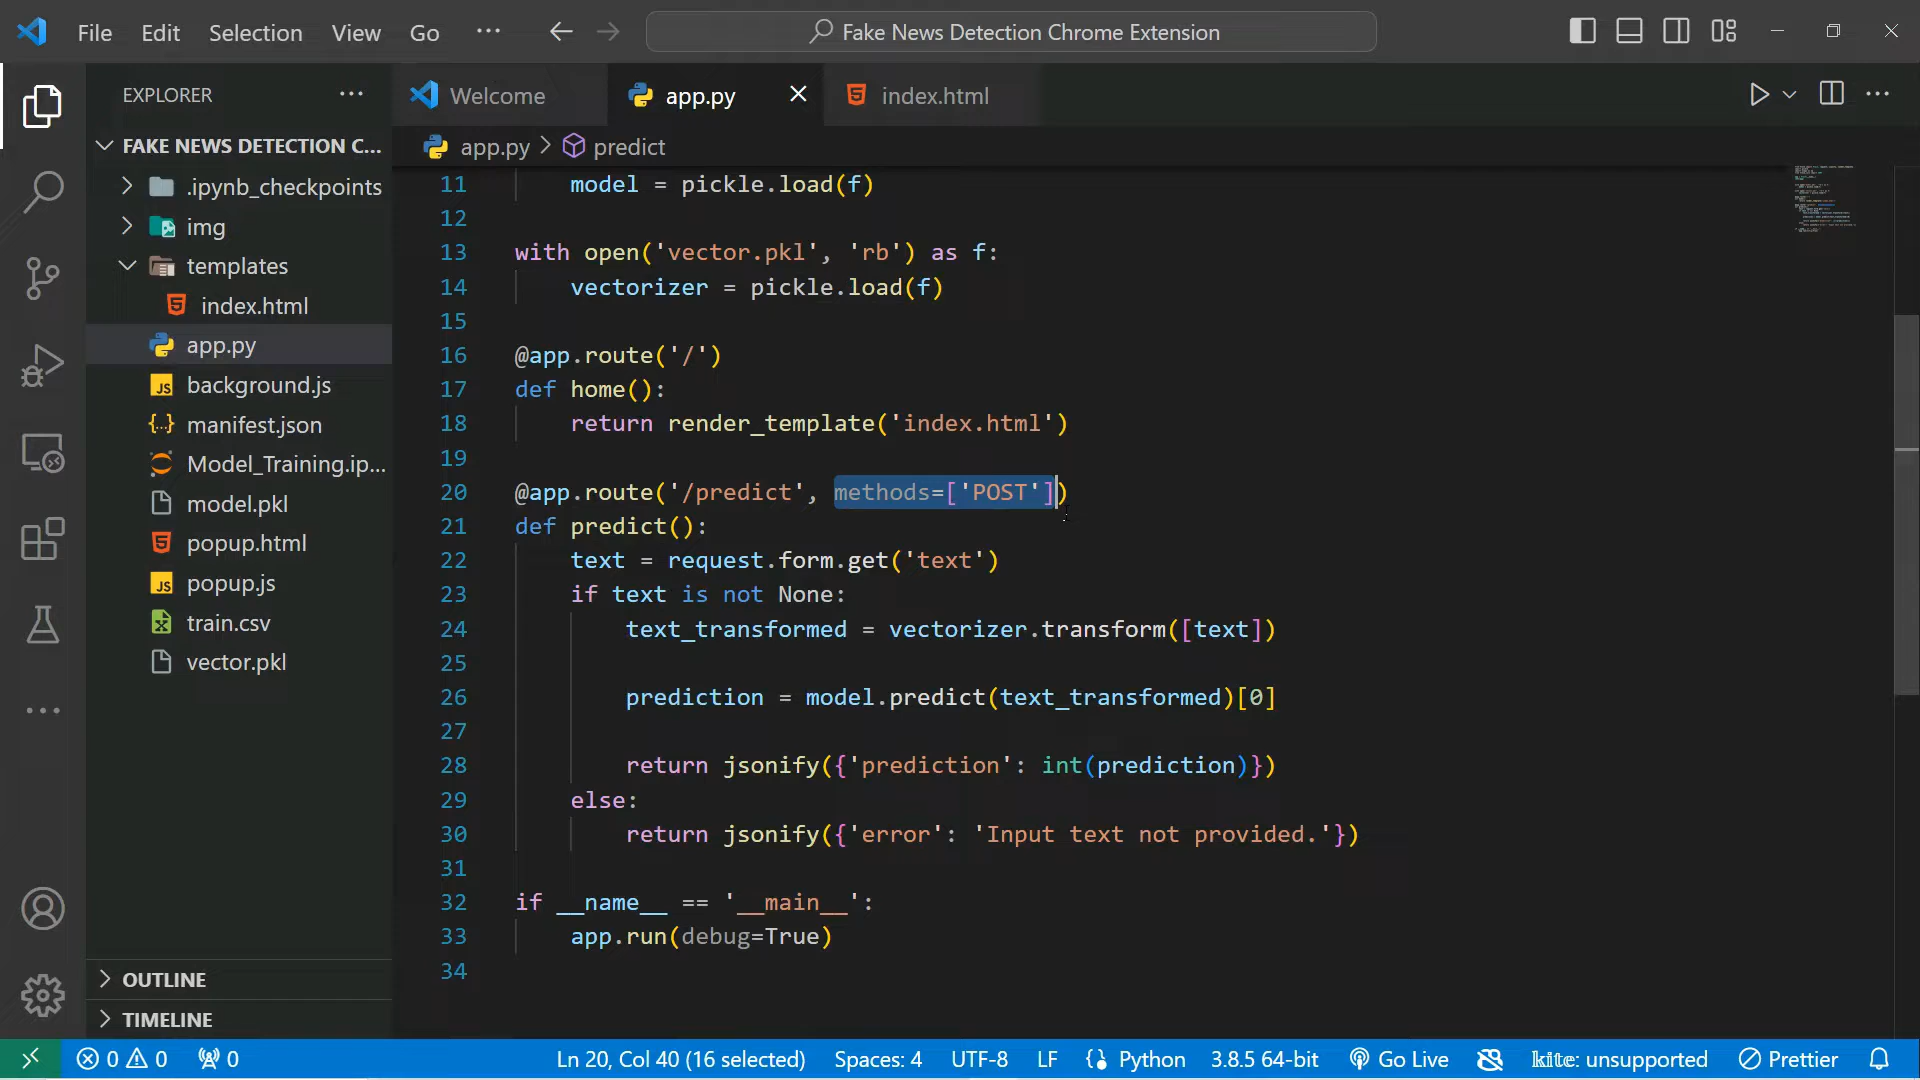 File Edit Selection View Go ··· Fake News Detection Chrome Extension
EXPLORER ···
Welcome app.py index.html
FAKE NEWS DETECTION C...
.ipynb_checkpoints
img
templates
index.html
app.py
background.js
manifest.json
Model_Training.ip...
model.pkl
popup.html
popup.js
train.csv
vector.pkl
OUTLINE
TIMELINE
app.py > predict
11 model = pickle.load(f)
12
13 with open('vector.pkl', 'rb') as f:
14 vectorizer = pickle.load(f)
15
16 @app.route('/')
17 def home():
18 return render_template('index.html')
19
20 @app.route('/predict', methods=['POST'])
21 def predict():
22 text = request.form.get('text')
23 if text is not None:
24 text_transformed = vectorizer.transform([text])
25
26 prediction = model.predict(text_transformed)[0]
27
28 return jsonify({'prediction': int(prediction)})
29 else:
30 return jsonify({'error': 'Input text not provided.'})
31
32 if __name__ == '__main__':
33 app.run(debug=True)
34
0 0 0 Ln 20, Col 40 (16 selected) Spaces: 4 UTF-8 LF Python 3.8.5 64-bit Go Live kite: unsupported Prettier